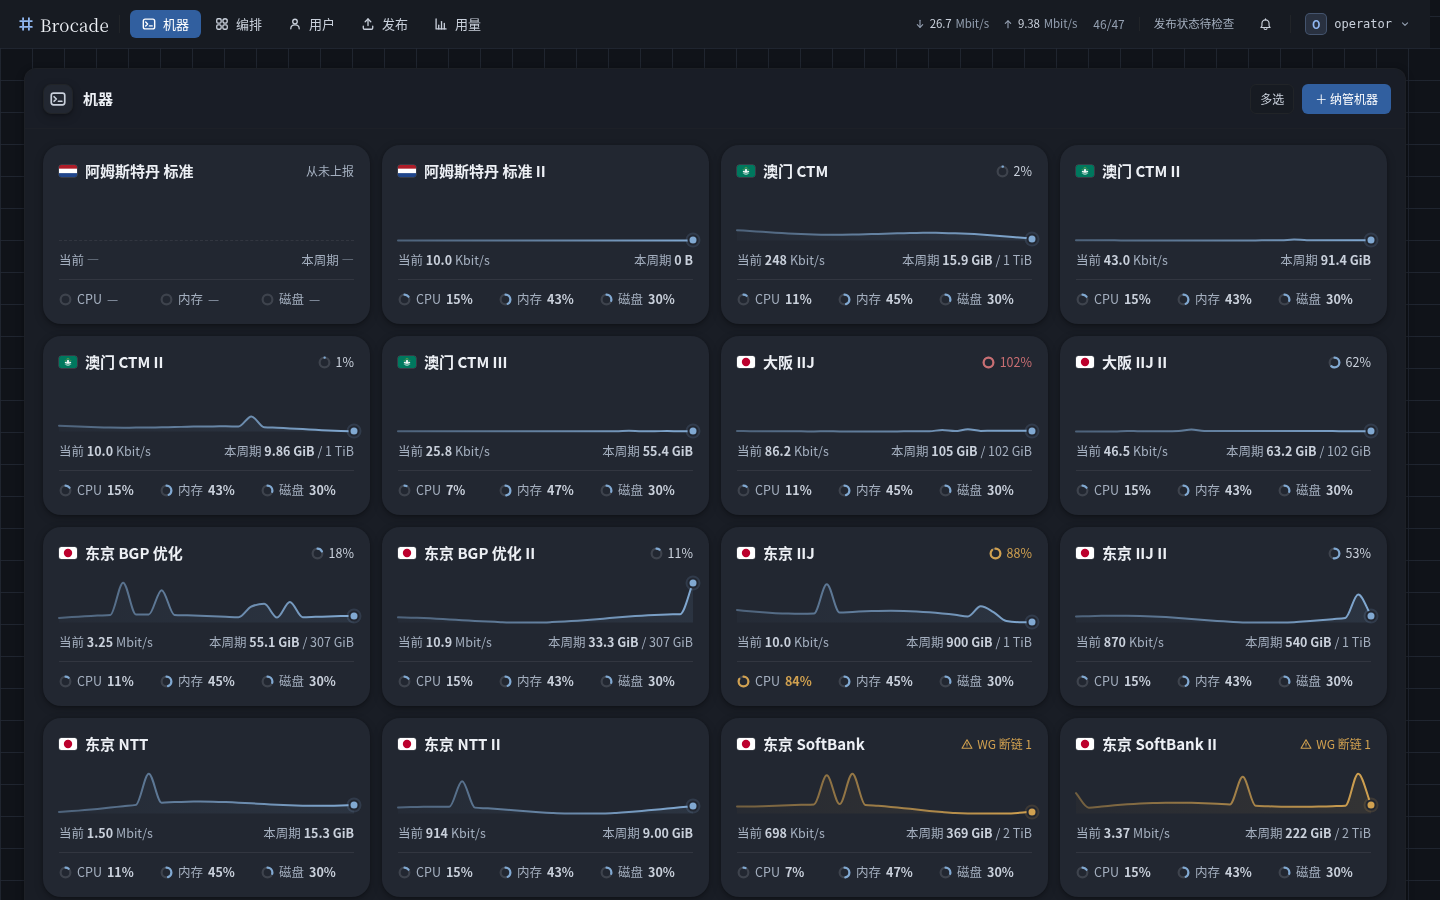 Brocade 机器 编排 用户 发布 用量 ↓ 26.7 Mbit/s ↑ 9.38 Mbit/s 46/47 发布状态待检查 O operator
机器 多选 + 纳管机器
阿姆斯特丹 标准 从未上报
当前 — 本周期 —
CPU — 内存 — 磁盘 —
阿姆斯特丹 标准 II
当前 10.0 Kbit/s 本周期 0 B
CPU 15% 内存 43% 磁盘 30%
澳门 CTM 2%
当前 248 Kbit/s 本周期 15.9 GiB / 1 TiB
CPU 11% 内存 45% 磁盘 30%
澳门 CTM II
当前 43.0 Kbit/s 本周期 91.4 GiB
CPU 15% 内存 43% 磁盘 30%
澳门 CTM II 1%
当前 10.0 Kbit/s 本周期 9.86 GiB / 1 TiB
CPU 15% 内存 43% 磁盘 30%
澳门 CTM III
当前 25.8 Kbit/s 本周期 55.4 GiB
CPU 7% 内存 47% 磁盘 30%
大阪 IIJ 102%
当前 86.2 Kbit/s 本周期 105 GiB / 102 GiB
CPU 11% 内存 45% 磁盘 30%
大阪 IIJ II 62%
当前 46.5 Kbit/s 本周期 63.2 GiB / 102 GiB
CPU 15% 内存 43% 磁盘 30%
东京 BGP 优化 18%
当前 3.25 Mbit/s 本周期 55.1 GiB / 307 GiB
CPU 11% 内存 45% 磁盘 30%
东京 BGP 优化 II 11%
当前 10.9 Mbit/s 本周期 33.3 GiB / 307 GiB
CPU 15% 内存 43% 磁盘 30%
东京 IIJ 88%
当前 10.0 Kbit/s 本周期 900 GiB / 1 TiB
CPU 84% 内存 45% 磁盘 30%
东京 IIJ II 53%
当前 870 Kbit/s 本周期 540 GiB / 1 TiB
CPU 15% 内存 43% 磁盘 30%
东京 NTT
当前 1.50 Mbit/s 本周期 15.3 GiB
CPU 11% 内存 45% 磁盘 30%
东京 NTT II
当前 914 Kbit/s 本周期 9.00 GiB
CPU 15% 内存 43% 磁盘 30%
东京 SoftBank WG 断链 1
当前 698 Kbit/s 本周期 369 GiB / 2 TiB
CPU 7% 内存 47% 磁盘 30%
东京 SoftBank II WG 断链 1
当前 3.37 Mbit/s 本周期 222 GiB / 2 TiB
CPU 15% 内存 43% 磁盘 30%